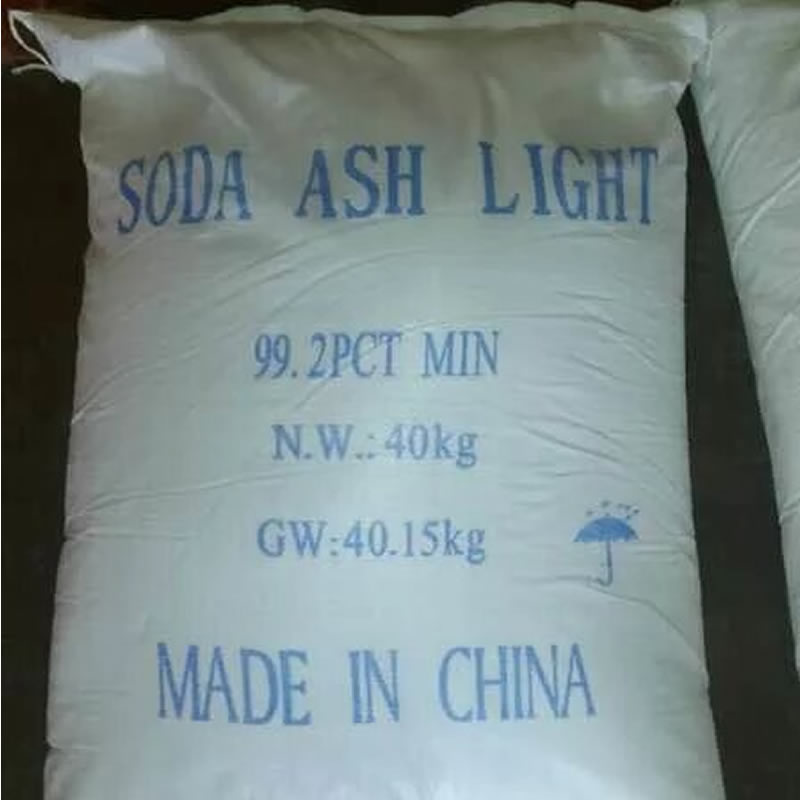 SODA ASH LIGHT
99.2PCT MIN
N.W.: 40kg
GW:40.15kg
MADE IN CHINA